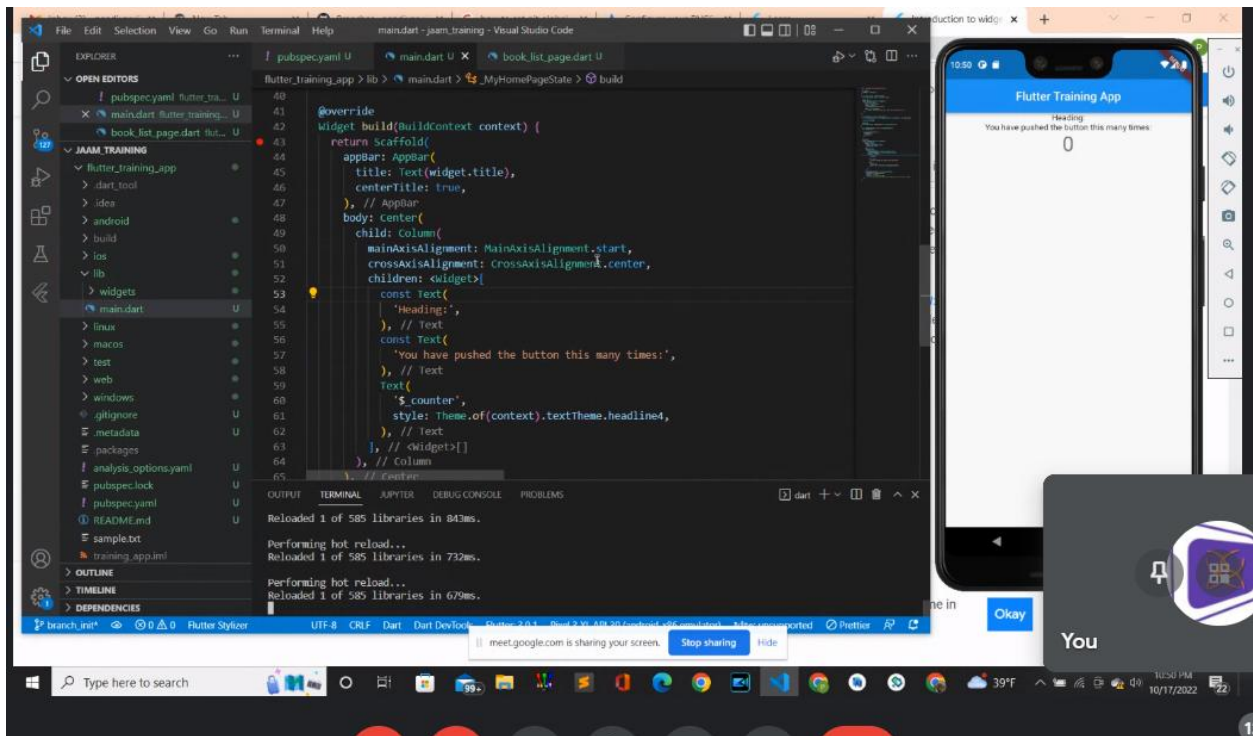 File Edit Selection View Go Run Terminal Help
main.dart - jaam_training - Visual Studio Code
EXPLORER
OPEN EDITORS
pubspec.yaml flutter_tra... U
main.dart flutter_training... U
book_list_page.dart flut... U
JAAM_TRAINING
flutter_training_app
.dart_tool
.idea
android
build
ios
lib
widgets
main.dart U
linux
macos
test
web
windows
.gitignore U
.metadata U
.packages
analysis_options.yaml U
pubspec.lock U
pubspec.yaml U
README.md U
sample.txt
training_app.iml
OUTLINE
TIMELINE
DEPENDENCIES
pubspec.yaml U main.dart U book_list_page.dart U
flutter_training_app > lib > main.dart > _MyHomePageState > build
40
41 @override
42 Widget build(BuildContext context) {
43 return Scaffold(
44 appBar: AppBar(
45 title: Text(widget.title),
46 centerTitle: true,
47 ), // AppBar
48 body: Center(
49 child: Column(
50 mainAxisAlignment: MainAxisAlignment.start,
51 crossAxisAlignment: CrossAxisAlignment.center,
52 children: <Widget>[
53 const Text(
54 'Heading:',
55 ), // Text
56 const Text(
57 'You have pushed the button this many times:',
58 ), // Text
59 Text(
60 '$_counter',
61 style: Theme.of(context).textTheme.headline4,
62 ), // Text
63 ], // <Widget>[]
64 ), // Column
65 ), // Center
OUTPUT TERMINAL JUPYTER DEBUG CONSOLE PROBLEMS
dart
Reloaded 1 of 585 libraries in 843ms.
Performing hot reload...
Reloaded 1 of 585 libraries in 732ms.
Performing hot reload...
Reloaded 1 of 585 libraries in 679ms.
branch_init* 0 0 Flutter Stylizer
UTF-8 CRLF Dart Dart DevTools
Prettier
10:50
Flutter Training App
Heading:
You have pushed the button this many times:
0
Okay
You
meet.google.com is sharing your screen.
Stop sharing
Hide
Type here to search
99+
39°F
10:50 PM
10/17/2022
22